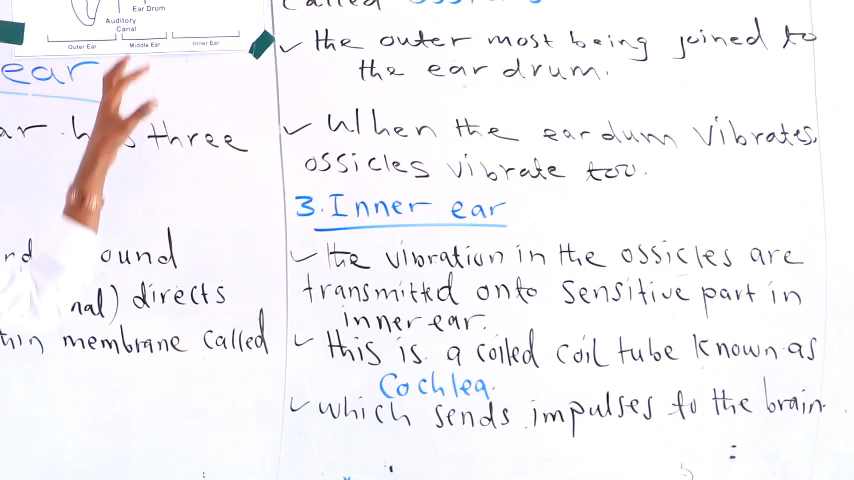 Ear Drum
Auditory
Canal
Outer Ear Middle Ear Inner Ear
ear
three
ound
directs
membrane called
the outer most being joined to
the ear drum.
When the eardum vibrates,
ossicles vibrate too.
3. Inner ear
the vibration in the ossicles are
transmitted onto sensitive part in
inner ear.
this is a coiled coil tube known as
Cochlea.
which sends impulses to the brain.